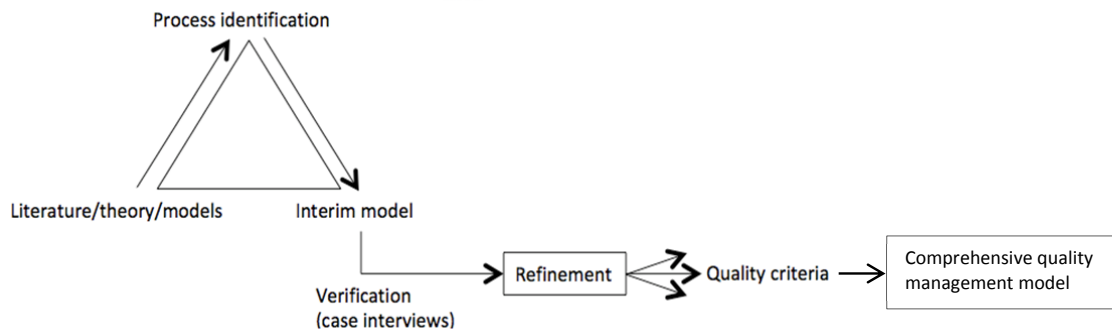 Process identification
Literature/theory/models
Interim model
Verification
(case interviews)
Refinement
Quality criteria
Comprehensive quality
management model